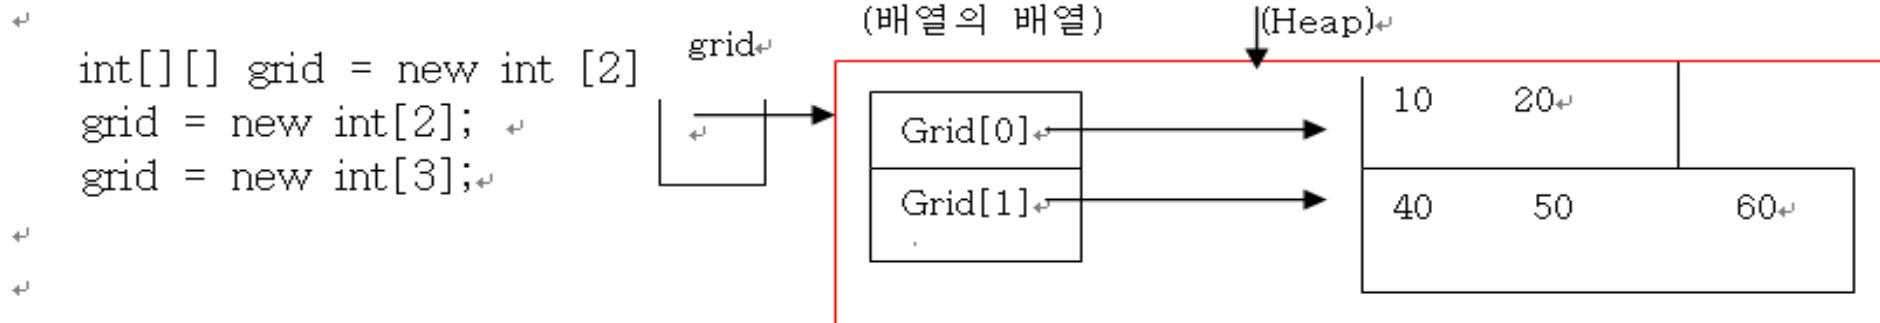 (배열의 배열)
(Heap)
int[][] grid = new int [2]
grid = new int[2];
grid = new int[3];
grid
Grid[0]
Grid[1]
10 20
40 50 60